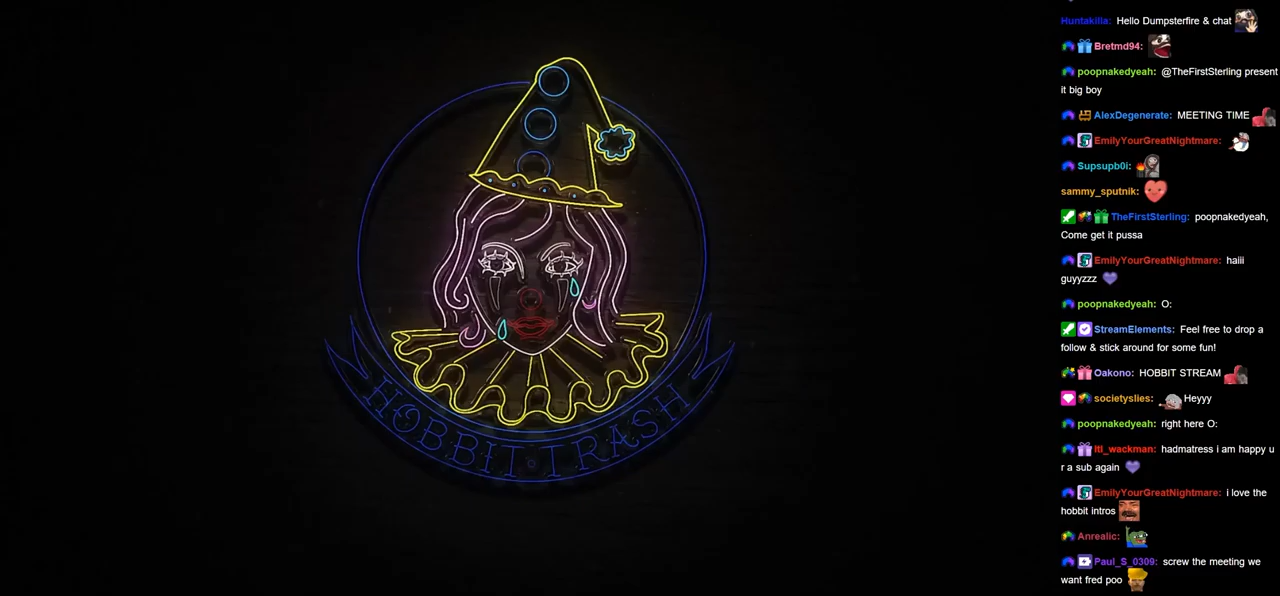 Huntakilla: Hello Dumpsterfire & chat
Bretmd94:
poopnakedyeah: @TheFirstSterling present
it big boy
AlexDegenerate: MEETING TIME
EmilyYourGreatNightmare:
Supsupb0i:
sammy_sputnik:
TheFirstSterling: poopnakedyeah,
Come get it pussa
EmilyYourGreatNightmare: haiii
guyyzzz
poopnakedyeah: O:
StreamElements: Feel free to drop a
follow & stick around for some fun!
Oakono: HOBBIT STREAM
societyslies: Heyyy
poopnakedyeah: right here O:
itl_wackman: hadmatress i am happy u
r a sub again
EmilyYourGreatNightmare: i love the
hobbit intros
Anrealic:
Paul_S_0309: screw the meeting we
want fred poo
HOBBIT TRASH